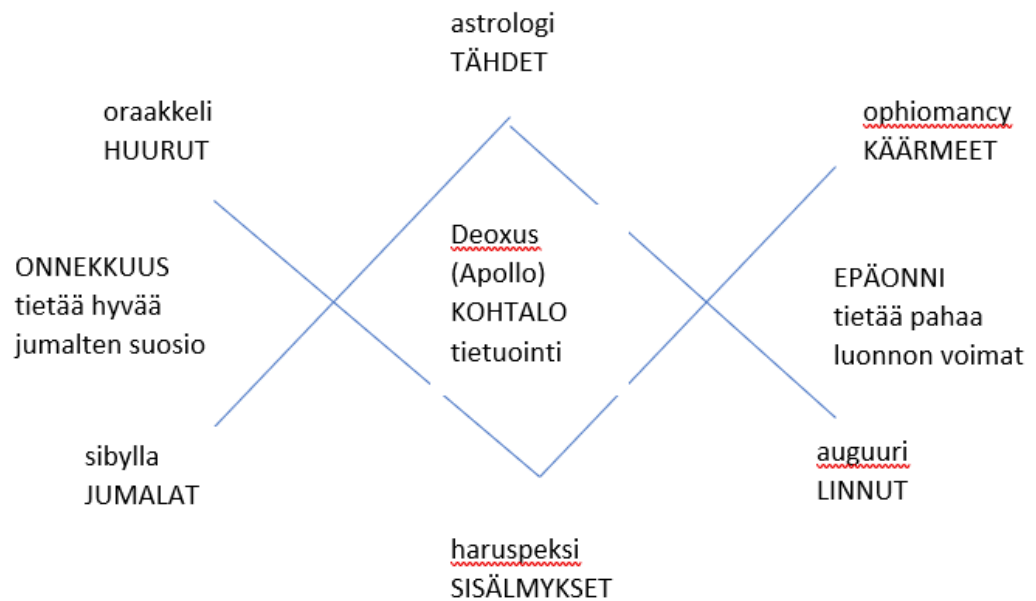 astrologi
TÄHDET
oraakkeli
HUURUT
ophiomancy
KÄÄRMEET
ONNEKKUUS
tietää hyvää
jumalten suosio
Deoxus
(Apollo)
KOHTALO
tietuointi
EPÄONNI
tietää pahaa
luonnon voimat
sibylla
JUMALAT
auguuri
LINNUT
haruspeksi
SISÄLMYKSET